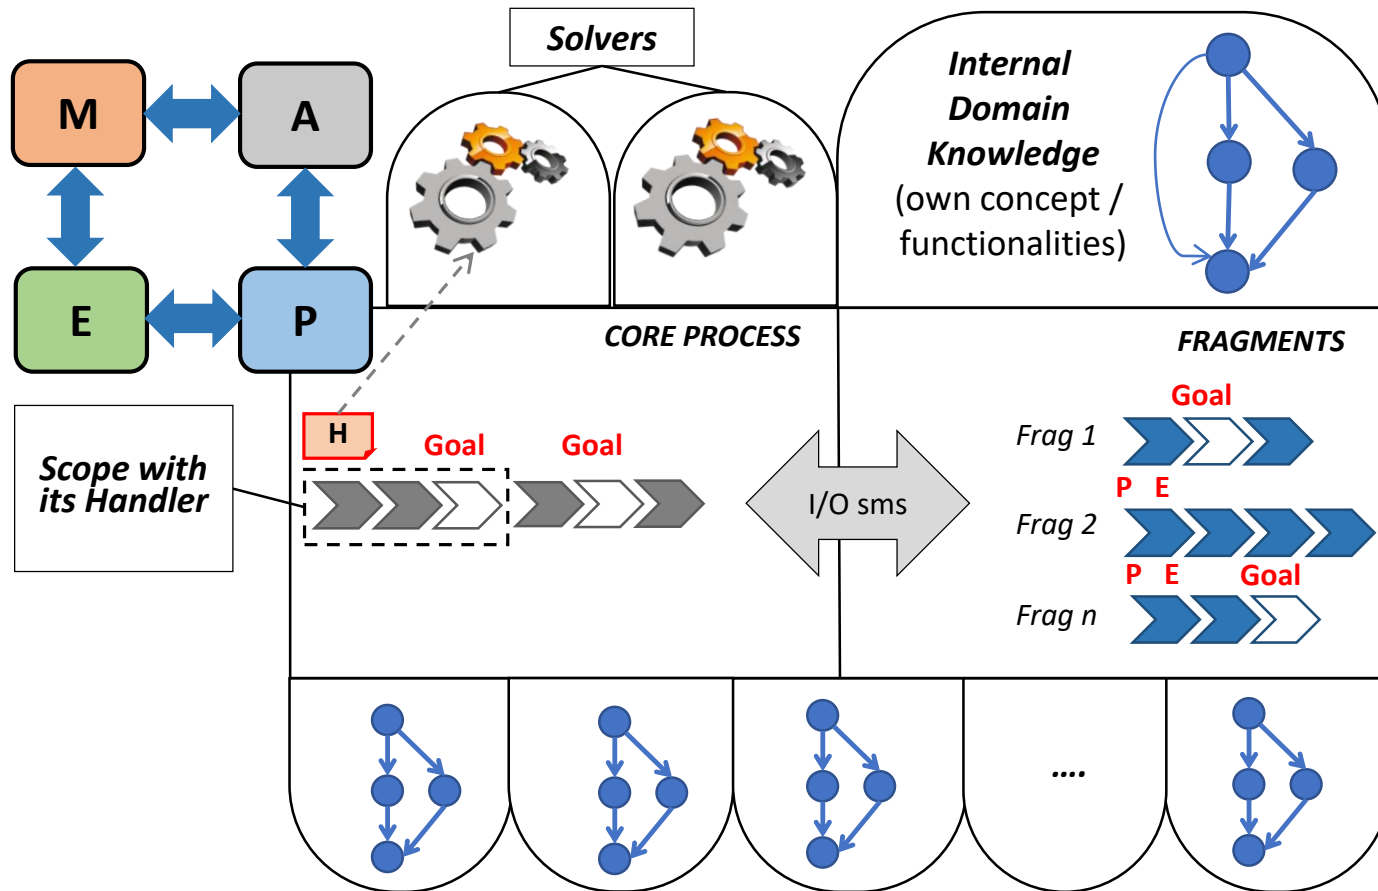 Solvers
M
A
E
P
Internal
Domain
Knowledge
(own concept /
functionalities)
CORE PROCESS
FRAGMENTS
Scope with
its Handler
H
Goal
Goal
I/O sms
Goal
Frag 1
P E
Frag 2
P E Goal
Frag n
....